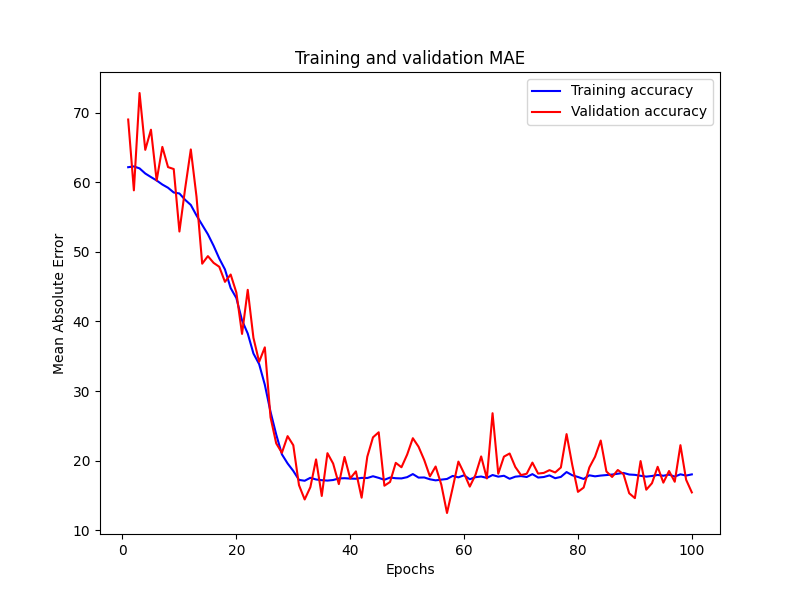 Training and validation MAE
Training accuracy
Validation accuracy
Mean Absolute Error
70
60
50
40
30
20
10
0 20 40 60 80 100
Epochs